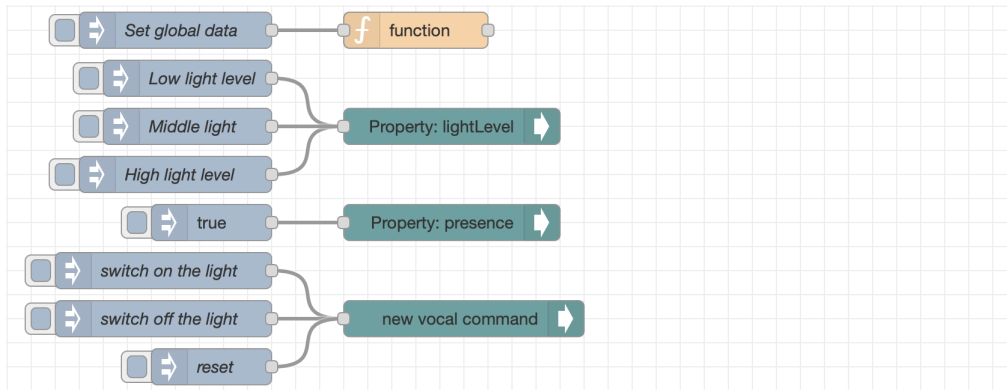 Set global data
function
Low light level
Middle light
Property: lightLevel
High light level
true
Property: presence
switch on the light
switch off the light
new vocal command
reset